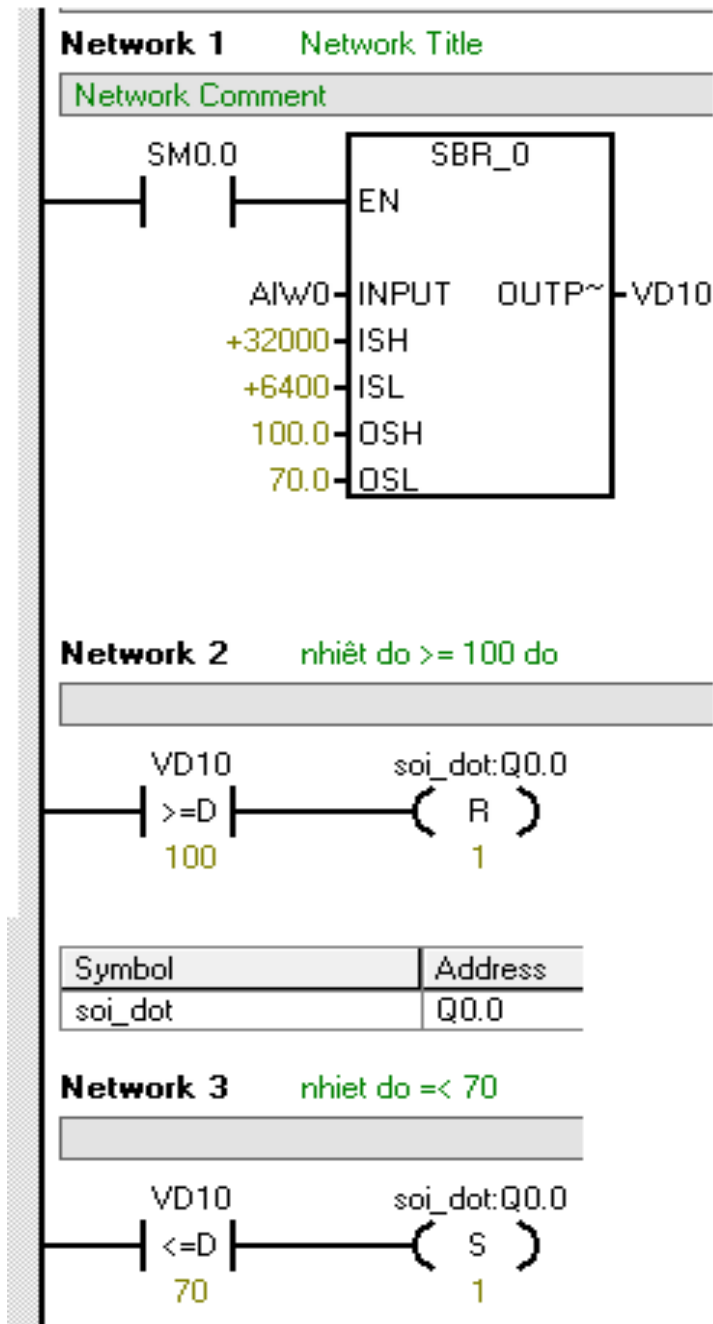 Network 1 Network Title
Network Comment
SM0.0 SBR_0
EN
AIW0 INPUT OUTP~ VD10
+32000 ISH
+6400 ISL
100.0 OSH
70.0 OSL
Network 2 nhiêt do >= 100 do
VD10 soi_dot:Q0.0
>=D R
100 1
Symbol Address
soi_dot Q0.0
Network 3 nhiet do =< 70
VD10 soi_dot:Q0.0
<=D S
70 1